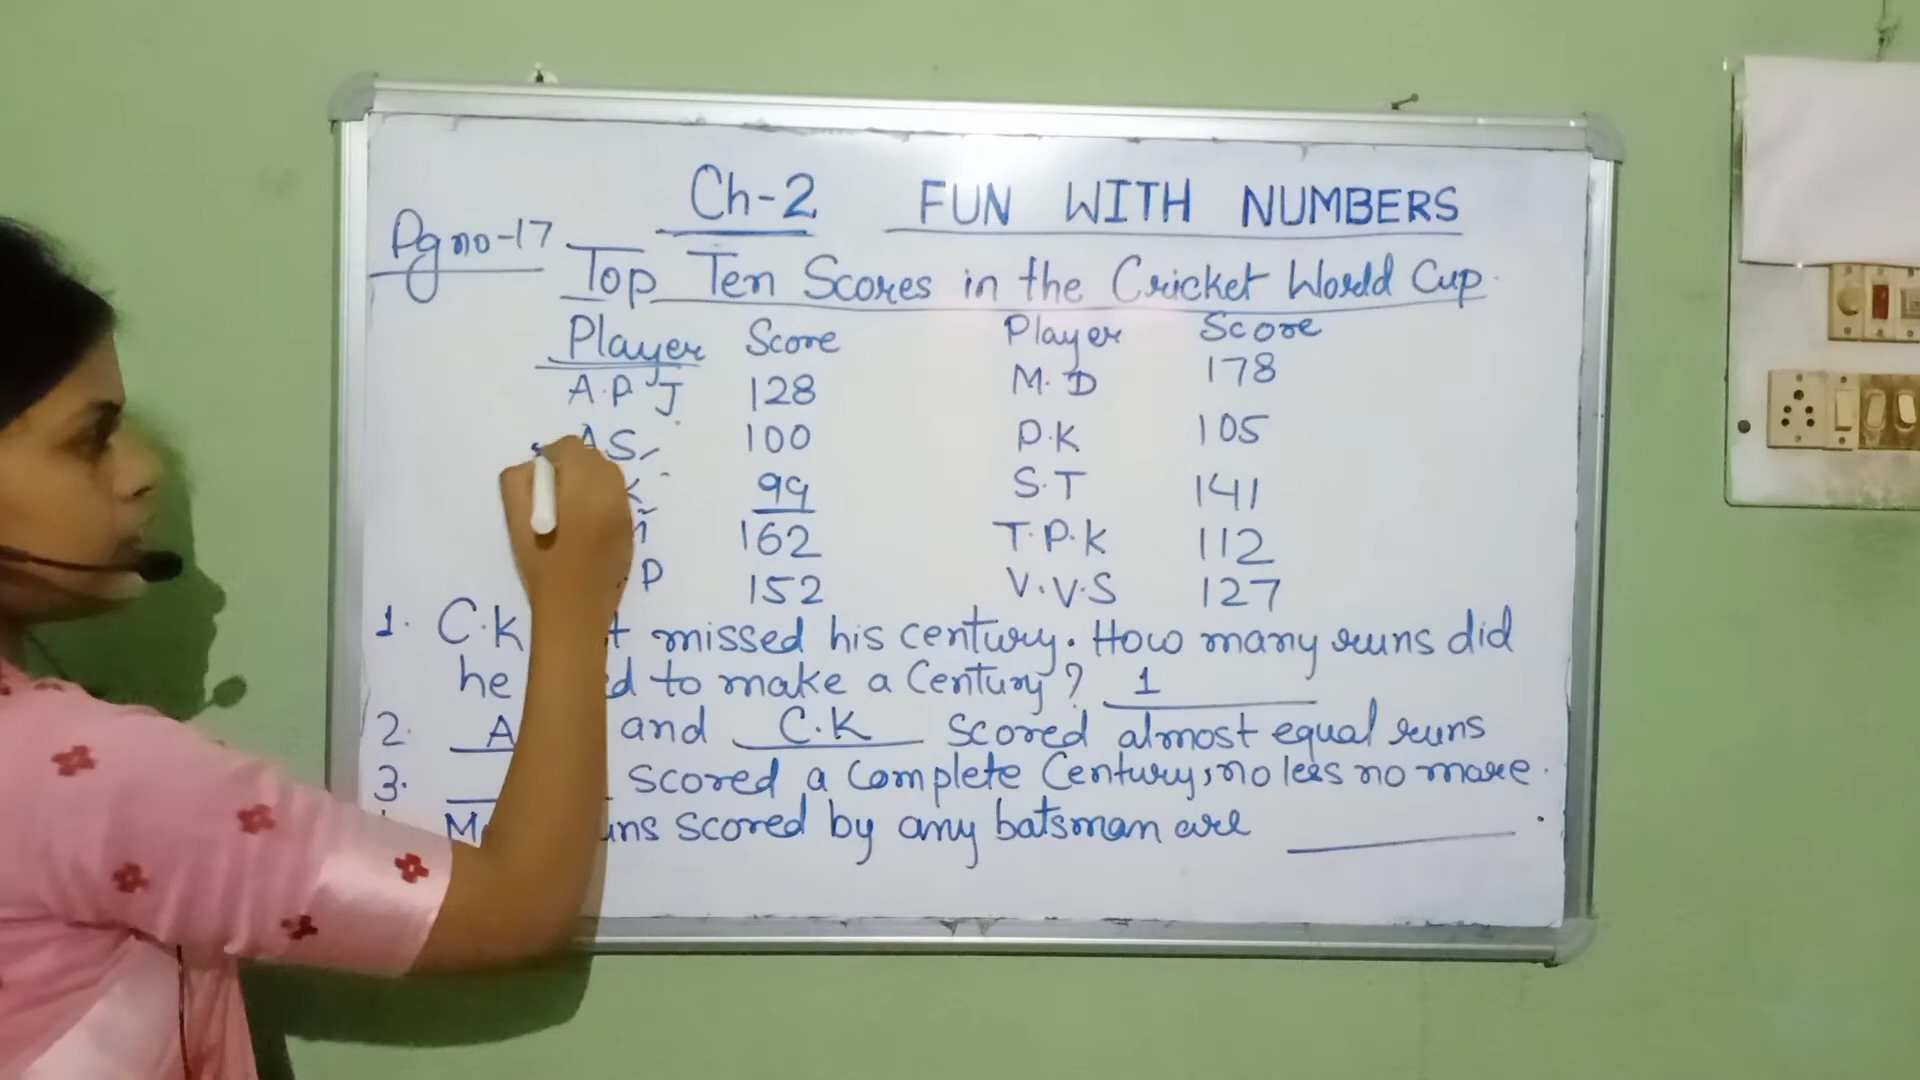 Ch-2 FUN WITH NUMBERS
Pg no-17
Top Ten Scores in the Cricket World Cup.
Player Score Player Score
A.P.J 128 M.D 178
AS 100 P.K 105
K 99 S.T 141
162 T.P.K 112
P 152 V.V.S 127
1. C.K missed his century. How many runs did
he to make a Century? 1
2. A and C.K scored almost equal runs
3. scored a Complete Century, no less no more.
scored by any batsman are .